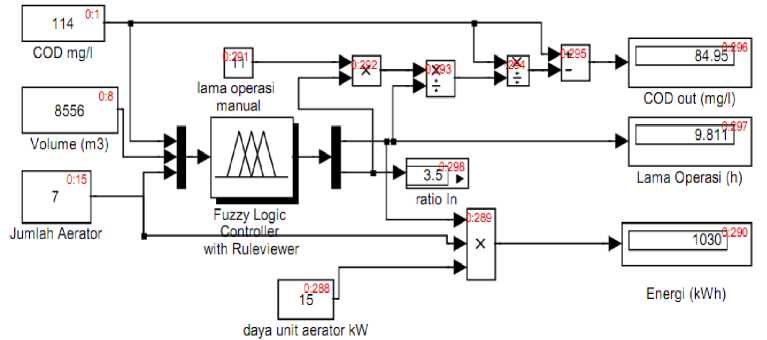 114
0:1
COD mg/l
8556
0:8
Volume (m3)
0:15
7
Jumlah Aerator
0:291
11
lama operasi
manual
0:292
×
0:293
×
÷
×
÷
0:295
+
−
0:296
84.95
COD out (mg/l)
0:297
9.811
Lama Operasi (h)
0:298
3.5
ratio In
Fuzzy Logic
Controller
with Ruleviewer
0:289
×
0:290
1030
Energi (kWh)
0:288
15
daya unit aerator kW